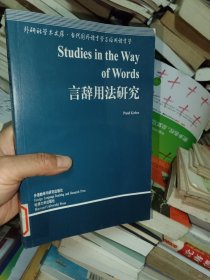 外研社学术文库·当代国外语言学与应用语言学
Studies in the Way
of Words
言辞用法研究
Paul Grice
外语教学与研究出版社
Foreign Language Teaching and Research Press
哈佛大学出版社
Harvard University Press